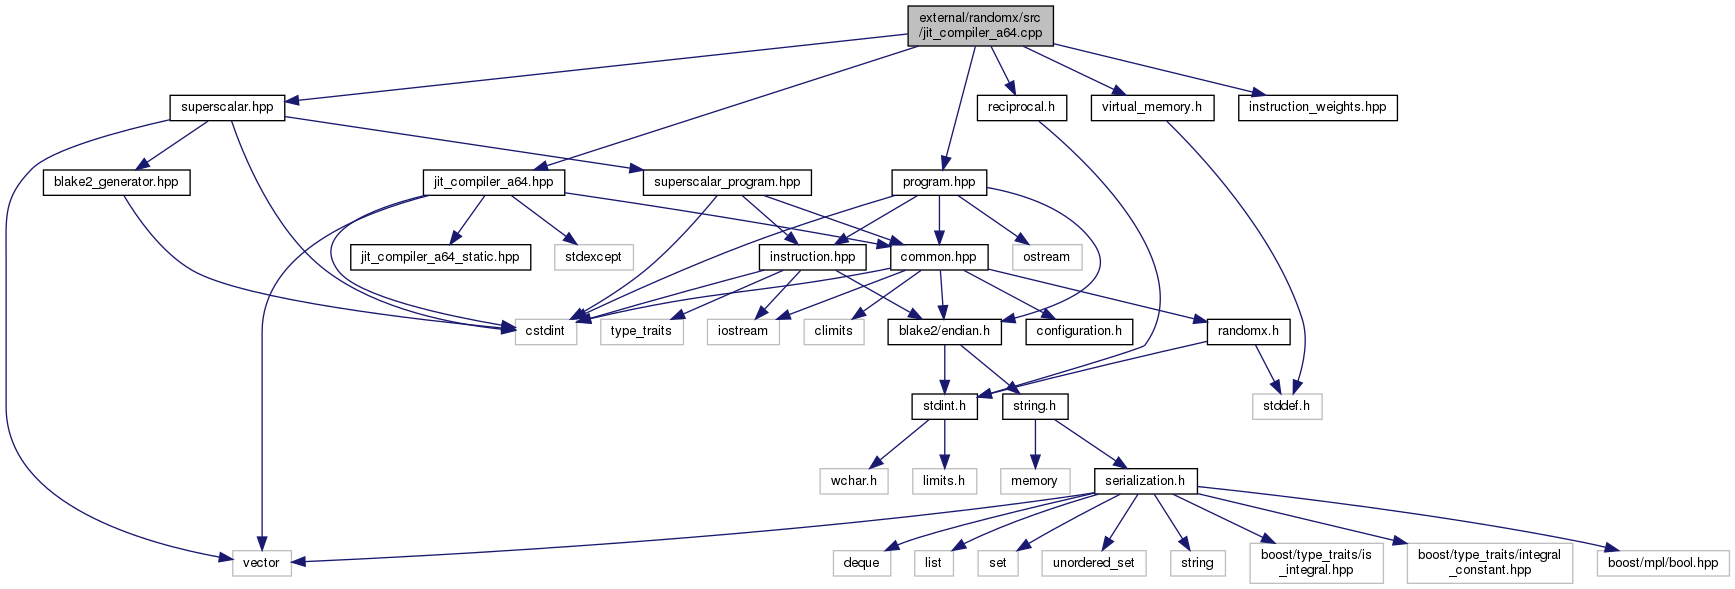 external/randomx/src
/jit_compiler_a64.cpp
superscalar.hpp
reciprocal.h
virtual_memory.h
instruction_weights.hpp
blake2_generator.hpp
jit_compiler_a64.hpp
superscalar_program.hpp
program.hpp
jit_compiler_a64_static.hpp
stdexcept
instruction.hpp
common.hpp
ostream
cstdint
type_traits
iostream
climits
blake2/endian.h
configuration.h
randomx.h
stdint.h
string.h
stddef.h
wchar.h
limits.h
memory
serialization.h
vector
deque
list
set
unordered_set
string
boost/type_traits/is
_integral.hpp
boost/type_traits/integral
_constant.hpp
boost/mpl/bool.hpp